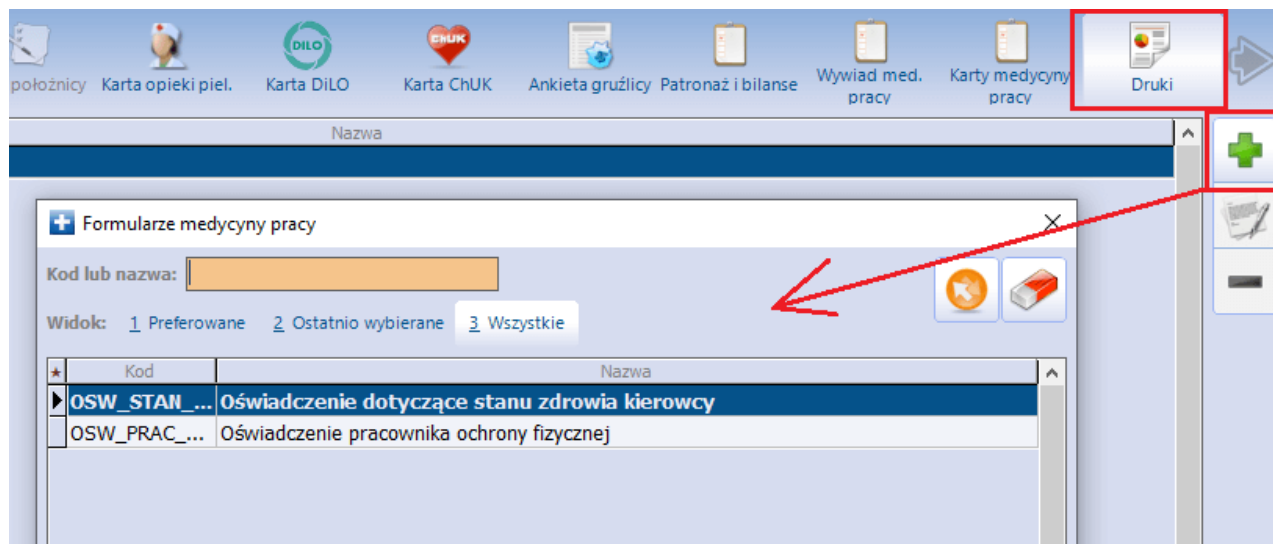 położnicy Karta opieki piel. DILO Karta DiLO ChUK Karta ChUK Ankieta gruźlicy Patronaż i bilanse Wywiad med. pracy Karty medycyny pracy Druki
Nazwa
Formularze medycyny pracy
Kod lub nazwa:
Widok: 1 Preferowane 2 Ostatnio wybierane 3 Wszystkie
Kod Nazwa
OSW_STAN_... Oświadczenie dotyczące stanu zdrowia kierowcy
OSW_PRAC_... Oświadczenie pracownika ochrony fizycznej